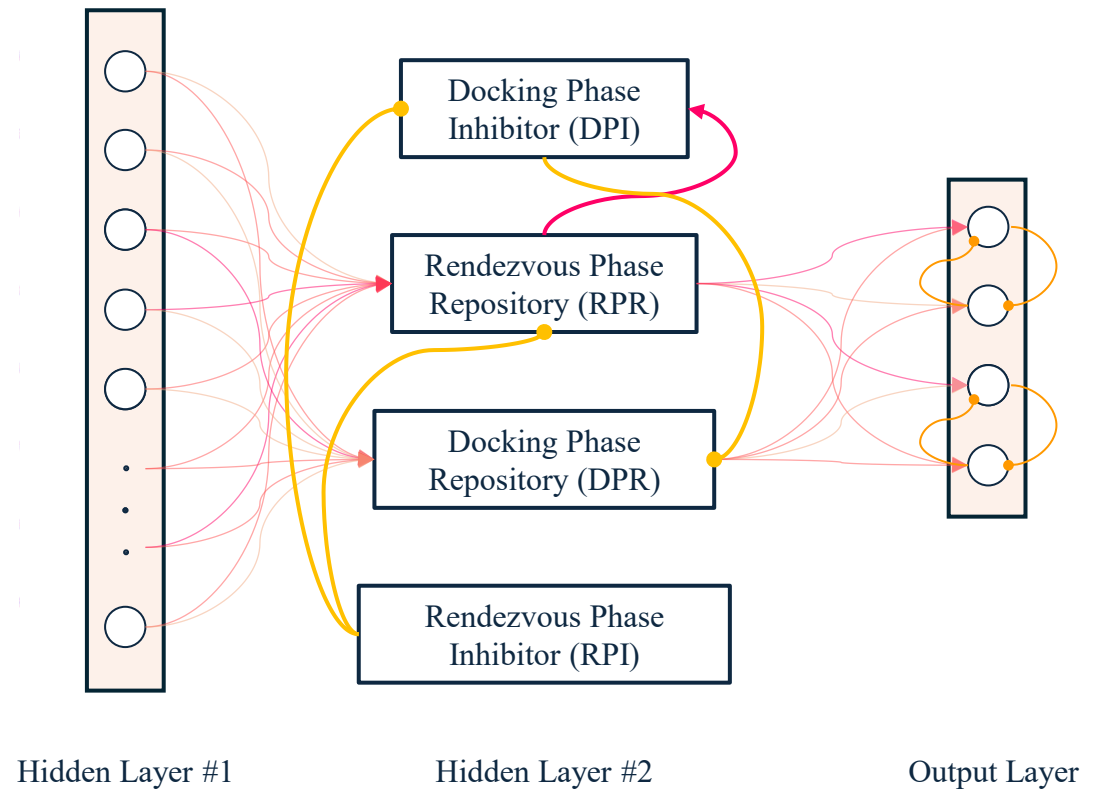 Docking Phase
Inhibitor (DPI)
Rendezvous Phase
Repository (RPR)
Docking Phase
Repository (DPR)
Rendezvous Phase
Inhibitor (RPI)
Hidden Layer #1
Hidden Layer #2
Output Layer